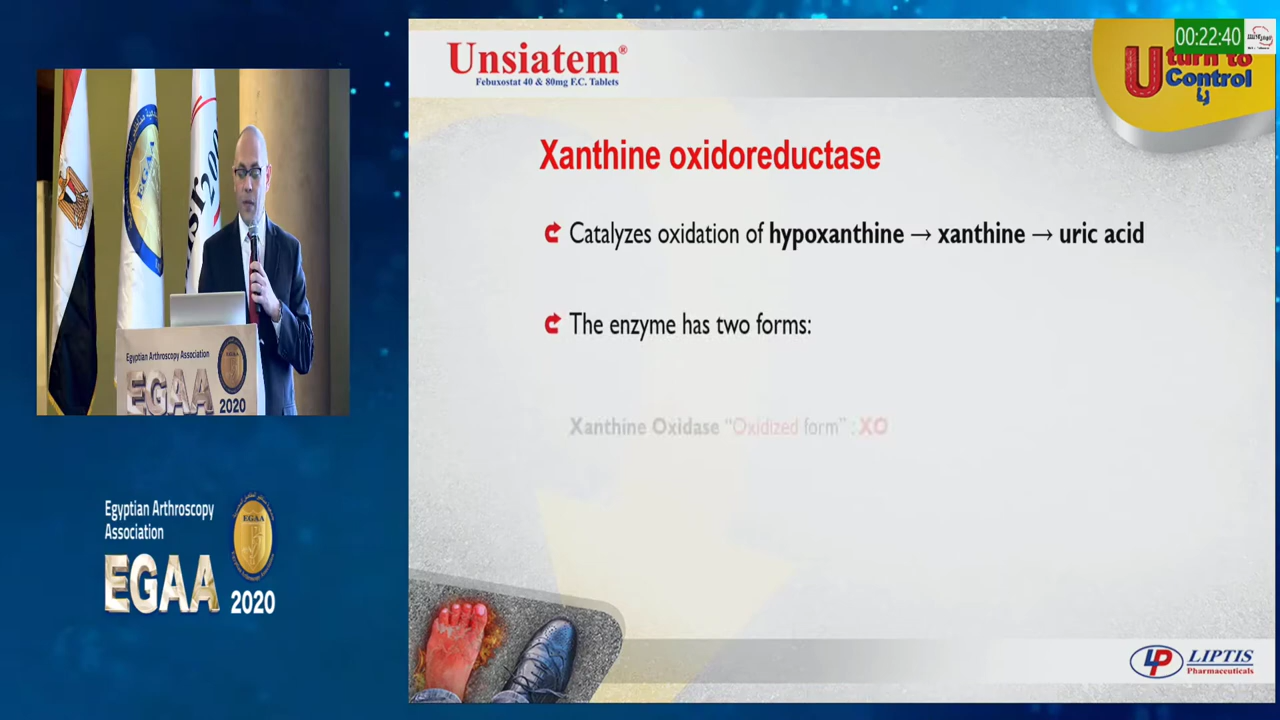 Unsiatem®
Febuxostat 40 & 80mg F.C. Tablets
00:22:40
U turn to
Control
Xanthine oxidoreductase
Catalyzes oxidation of hypoxanthine → xanthine → uric acid
The enzyme has two forms:
Xanthine Oxidase “Oxidized form” : XO
Egyptian Arthroscopy Association
EGAA
2020
Egyptian Arthroscopy
Association
EGAA
EGAA 2020
LP LIPTIS
Pharmaceuticals